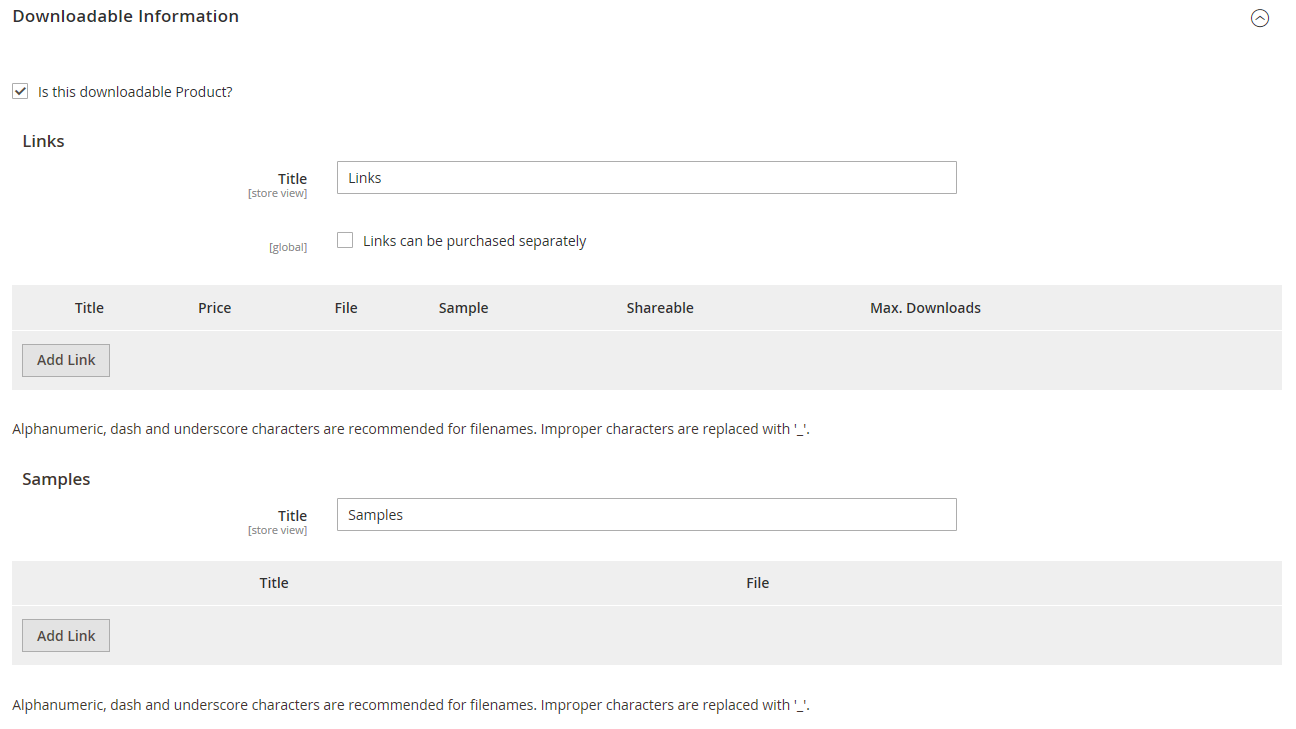 Downloadable Information
Is this downloadable Product?
Links
Title
[store view]
Links
[global]
Links can be purchased separately
Title Price File Sample Shareable Max. Downloads
Add Link
Alphanumeric, dash and underscore characters are recommended for filenames. Improper characters are replaced with '_'.
Samples
Title
[store view]
Samples
Title File
Add Link
Alphanumeric, dash and underscore characters are recommended for filenames. Improper characters are replaced with '_'.